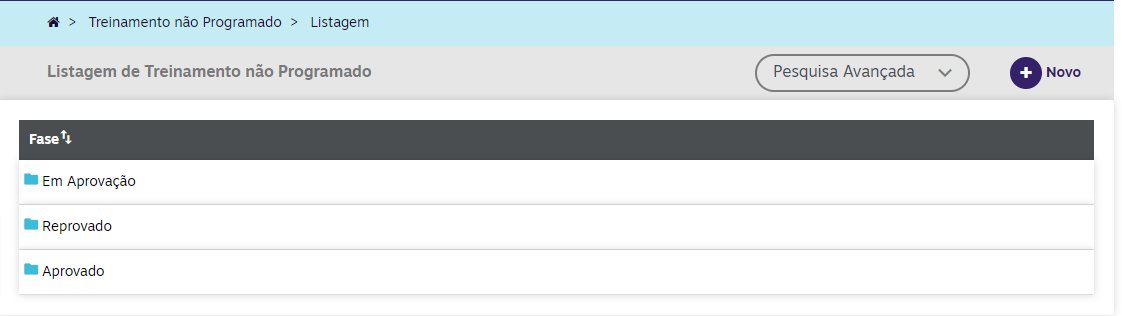 > Treinamento não Programado > Listagem
Listagem de Treinamento não Programado Pesquisa Avançada + Novo
Fase
Em Aprovação
Reprovado
Aprovado